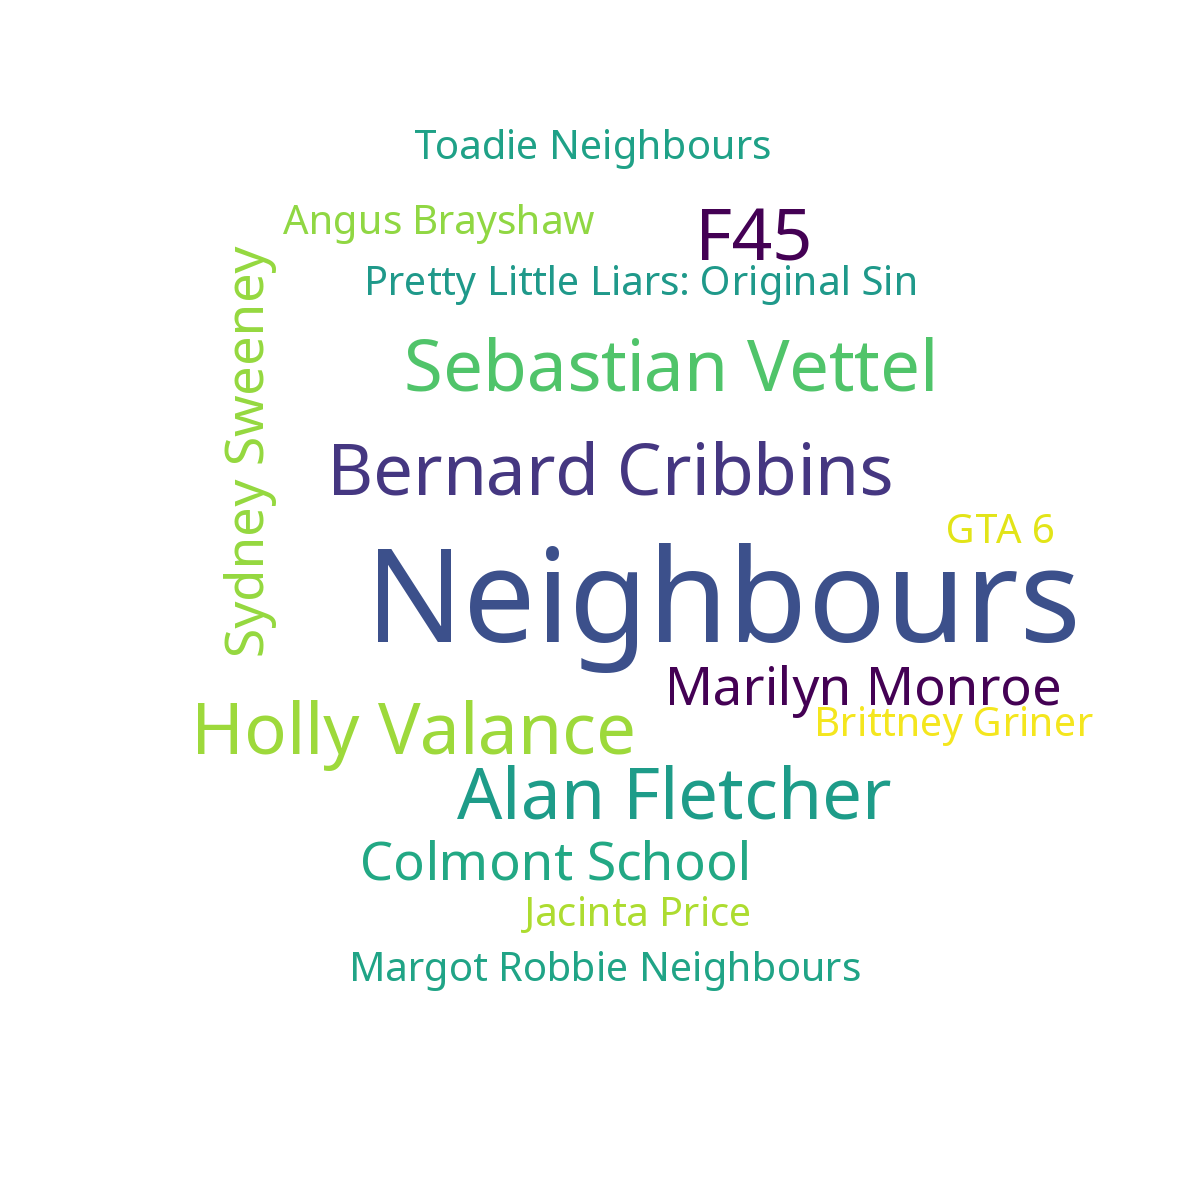 Toadie Neighbours
Angus Brayshaw
F45
Pretty Little Liars: Original Sin
Sydney Sweeney
Sebastian Vettel
Bernard Cribbins
GTA 6
Neighbours
Marilyn Monroe
Holly Valance
Brittney Griner
Alan Fletcher
Colmont School
Jacinta Price
Margot Robbie Neighbours